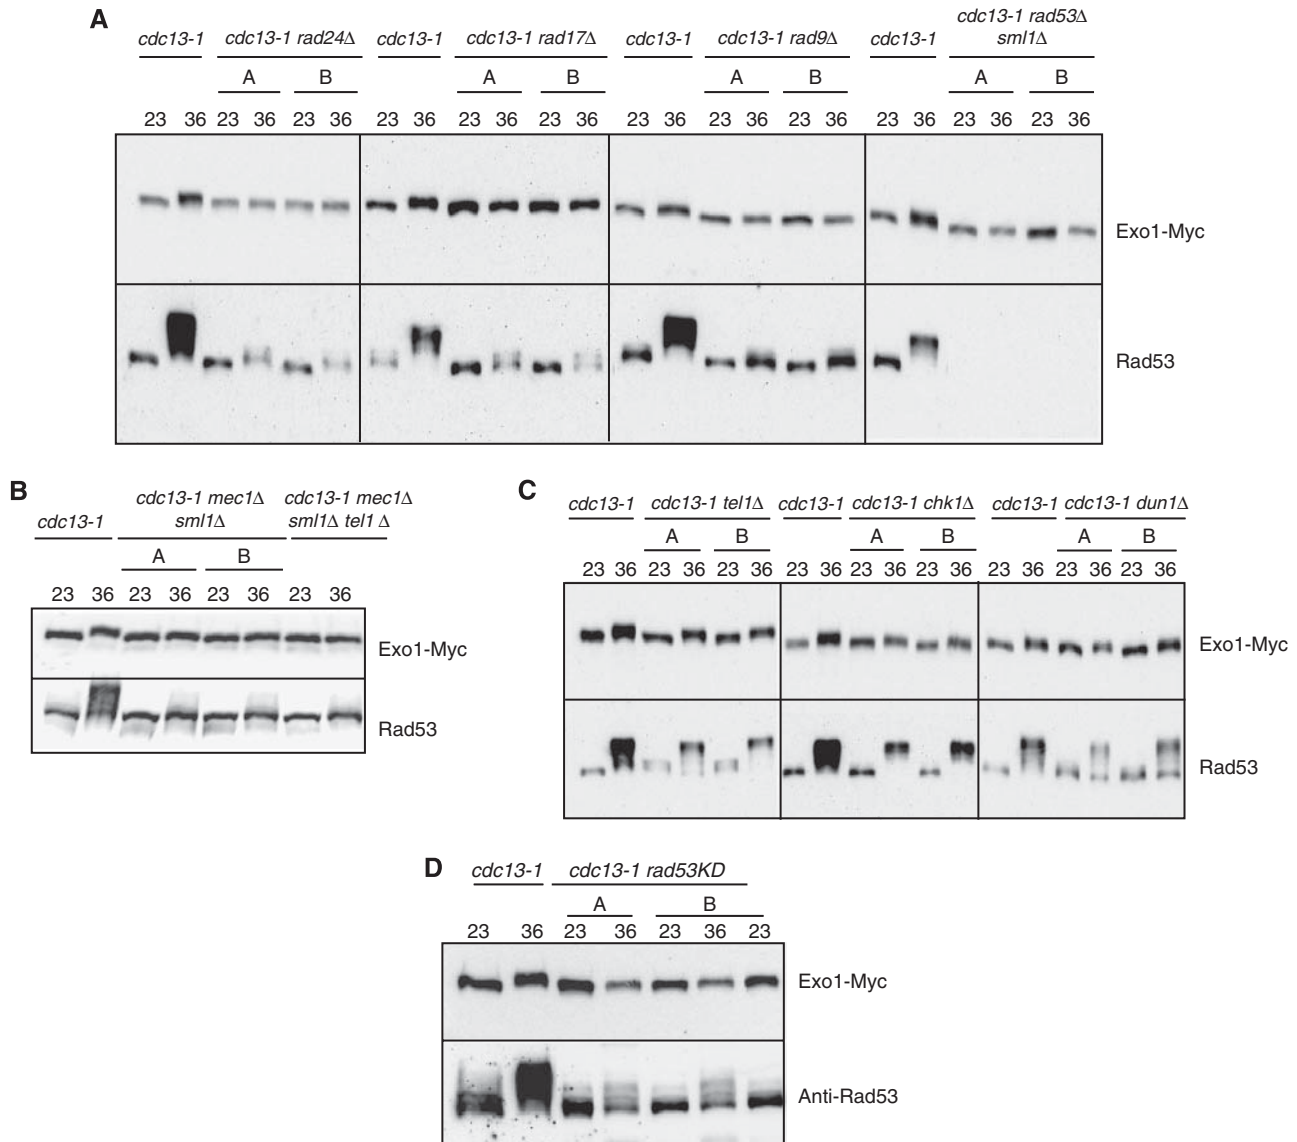 A
cdc13-1 rad53Δ
cdc13-1 cdc13-1 rad24Δ cdc13-1 cdc13-1 rad17Δ cdc13-1 cdc13-1 rad9Δ cdc13-1 sml1Δ
A B A B A B A B
23 36 23 36 23 36 23 36 23 36 23 36 23 36 23 36 23 36 23 36 23 36 23 36
Exo1-Myc
Rad53
B
cdc13-1 mec1Δ cdc13-1 mec1Δ
cdc13-1 sml1Δ sml1Δ tel1 Δ
A B
23 36 23 36 23 36 23 36
Exo1-Myc
Rad53
C
cdc13-1 cdc13-1 tel1Δ cdc13-1 cdc13-1 chk1Δ cdc13-1 cdc13-1 dun1Δ
A B A B A B
23 36 23 36 23 36 23 36 23 36 23 36 23 36 23 36 23 36
Exo1-Myc
Rad53
D
cdc13-1 cdc13-1 rad53KD
A B
23 36 23 36 23 36 23
Exo1-Myc
Anti-Rad53